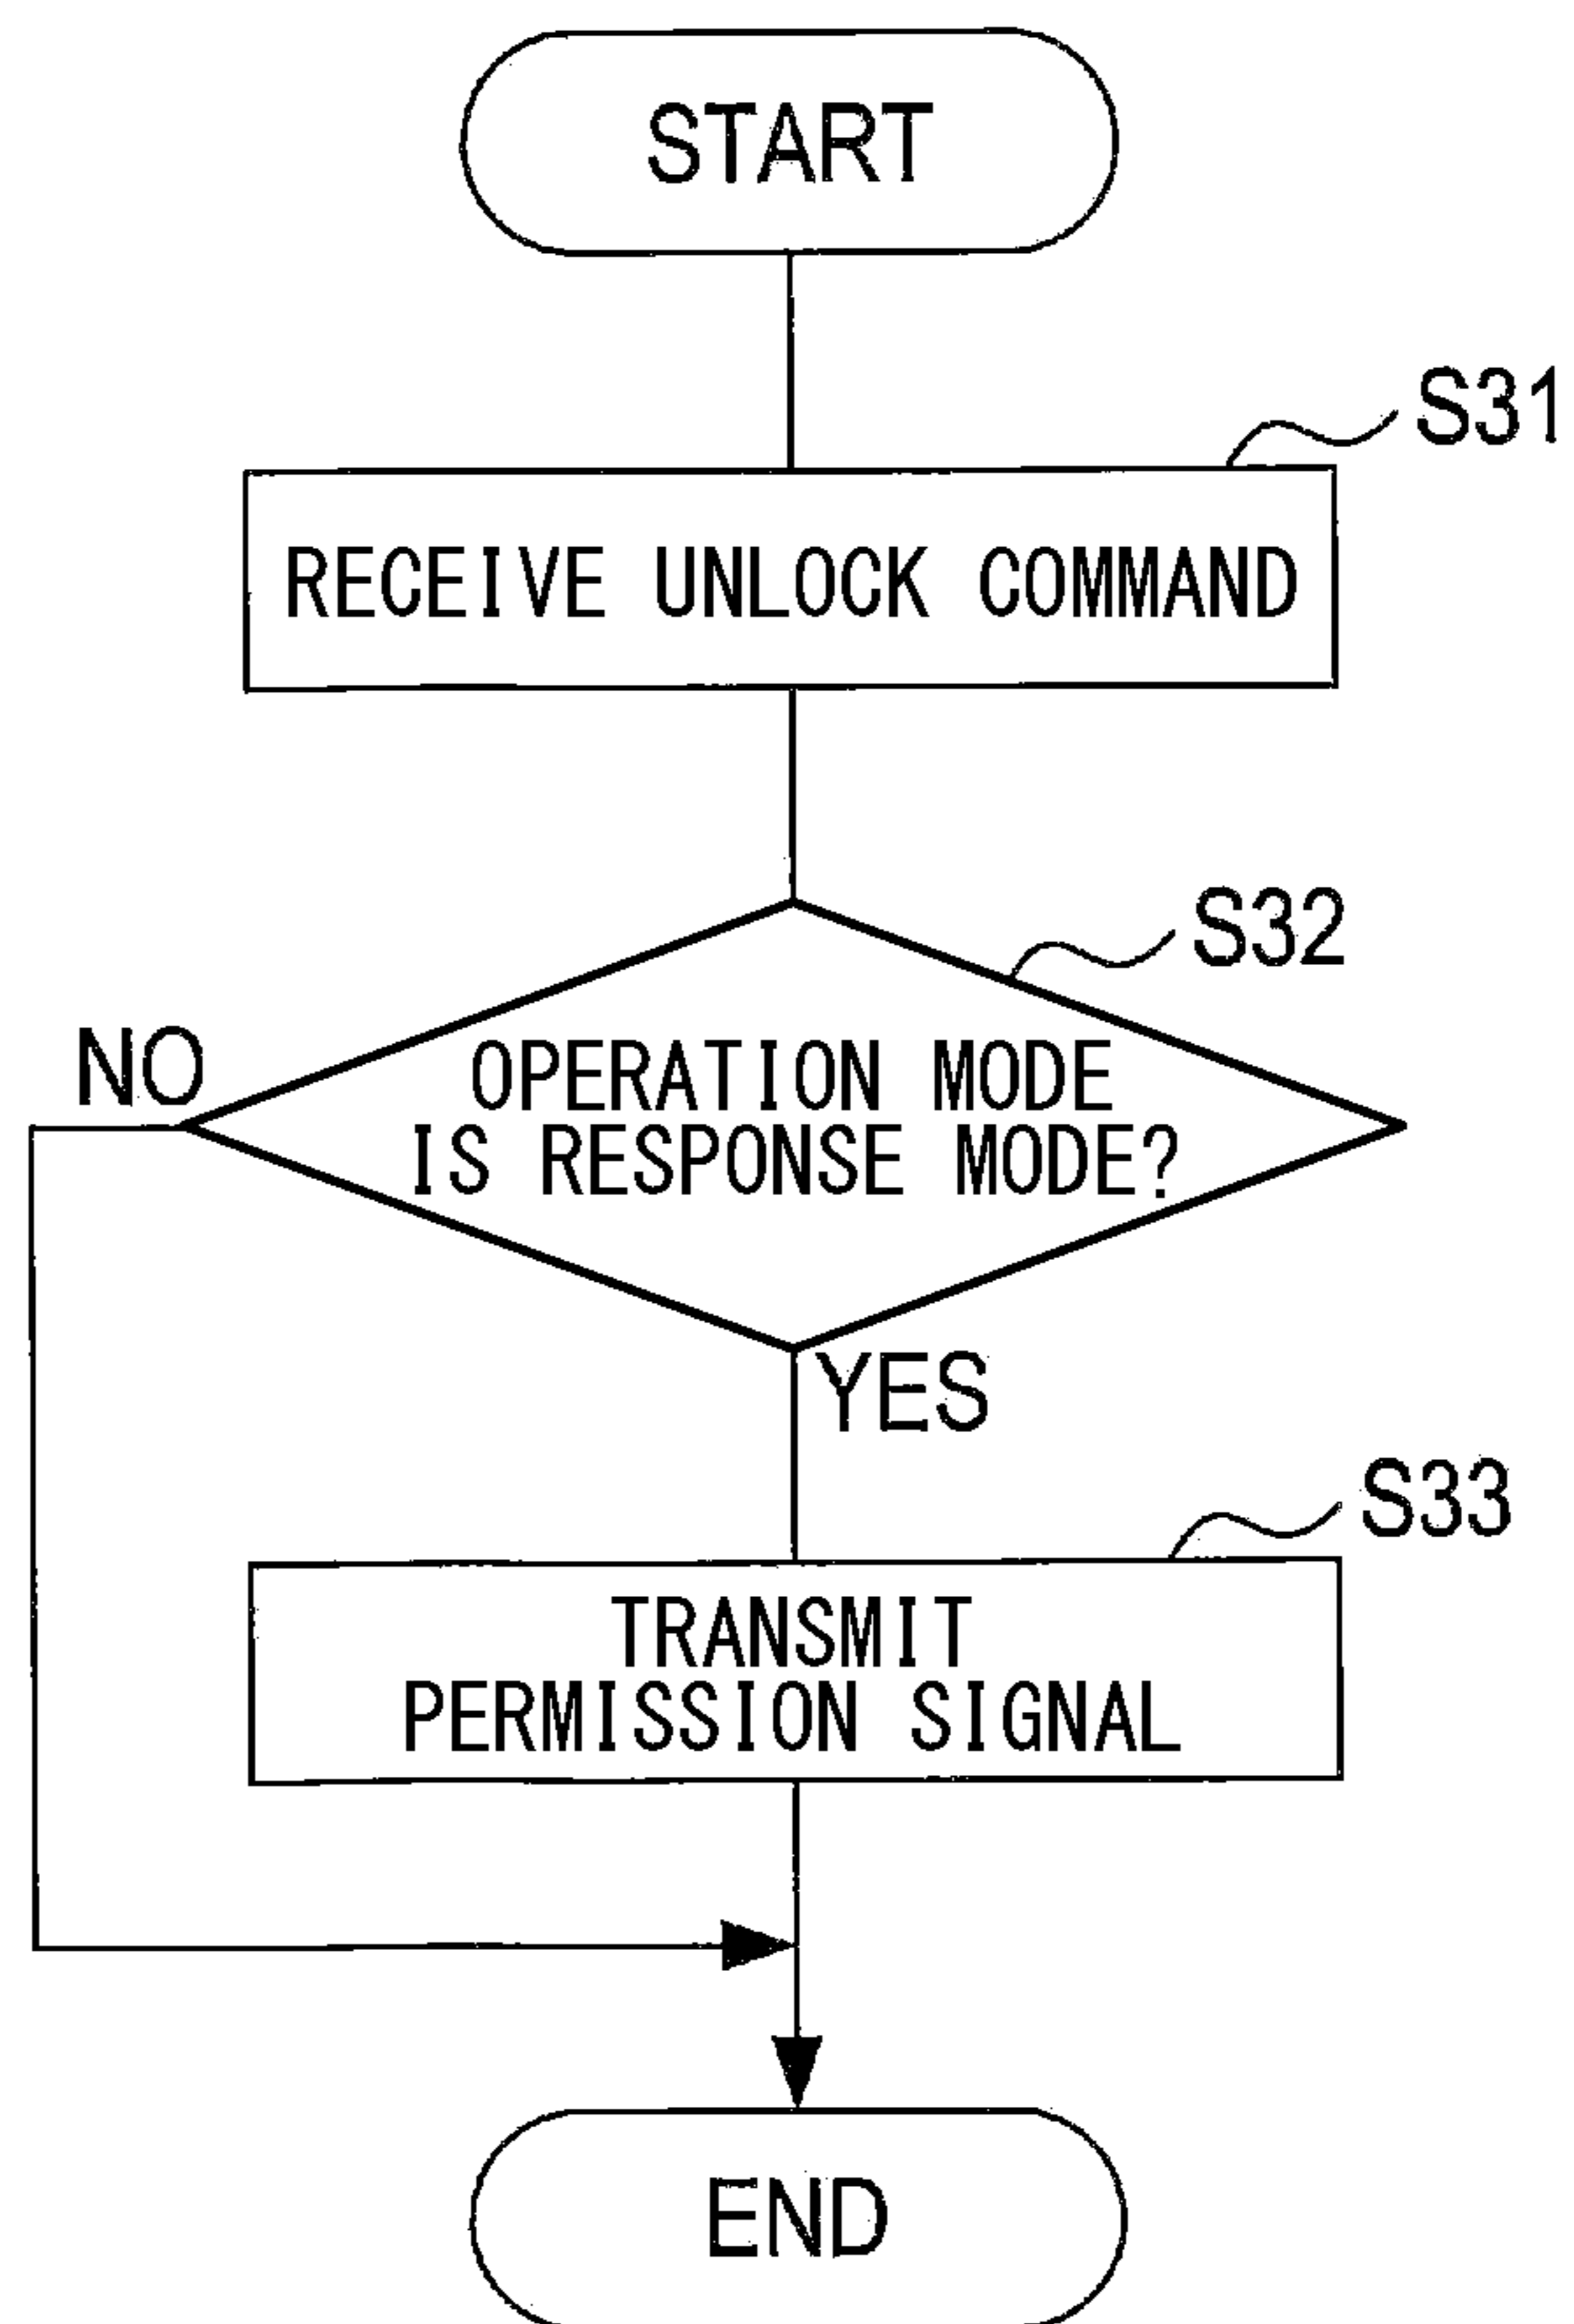 START
S31
RECEIVE UNLOCK COMMAND
S32
NO
OPERATION MODE
IS RESPONSE MODE?
YES
S33
TRANSMIT
PERMISSION SIGNAL
END